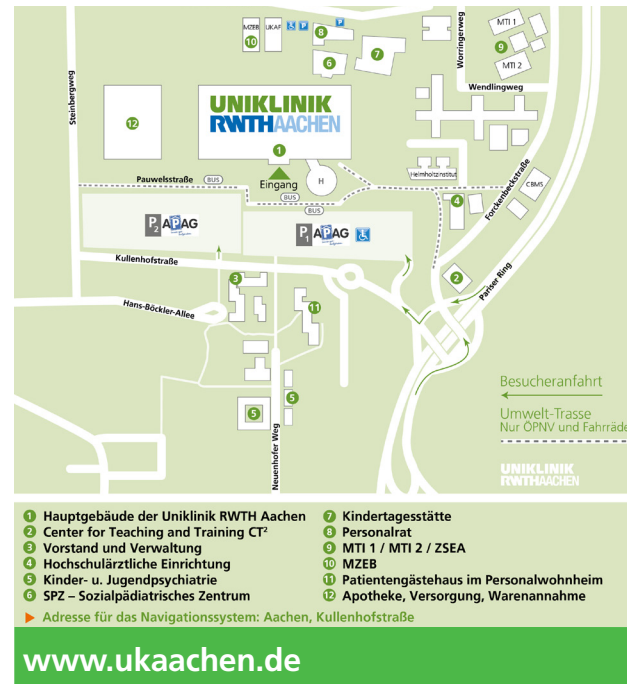 MZEB
UKAF
P
8
10
7
6
MTI 1
9
MTI 2
Worringerweg
Wendlingweg
Steinbergweg
12
UNIKLINIK
RWTHAACHEN
1
Eingang
H
Helmholtzinstitut
Forckenbeckstraße
CBMS
4
Pauwelsstraße
BUS
BUS
BUS
P2 APAG
P1 APAG
2
Kullenhofstraße
Pariser Ring
3
Hans-Böckler-Allee
11
5
5
Neuenhofer Weg
Besucheranfahrt
Umwelt-Trasse
Nur ÖPNV und Fahrräde
UNIKLINIK
RWTHAACHEN
1 Hauptgebäude der Uniklinik RWTH Aachen
2 Center for Teaching and Training CT²
3 Vorstand und Verwaltung
4 Hochschulärztliche Einrichtung
5 Kinder- u. Jugendpsychiatrie
6 SPZ – Sozialpädiatrisches Zentrum
7 Kindertagesstätte
8 Personalrat
9 MTI 1 / MTI 2 / ZSEA
10 MZEB
11 Patientengästehaus im Personalwohnheim
12 Apotheke, Versorgung, Warenannahme
Adresse für das Navigationssystem: Aachen, Kullenhofstraße
www.ukaachen.de